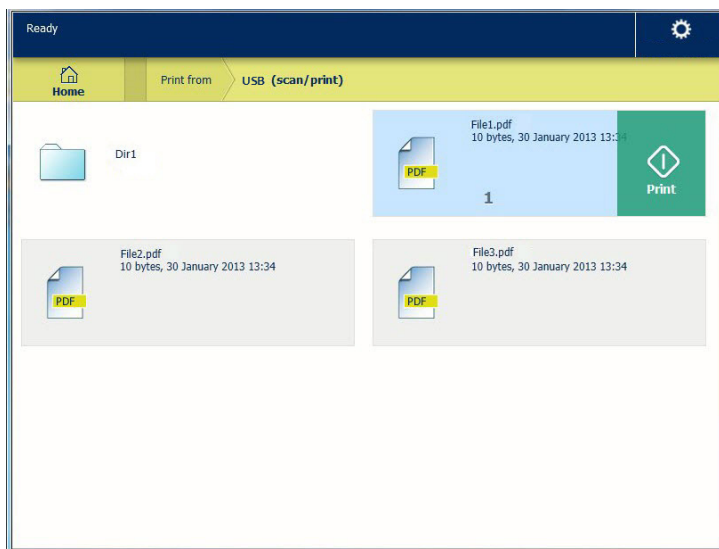 Ready
Home
Print from
USB (scan/print)
Dir1
File1.pdf
10 bytes, 30 January 2013 13:34
PDF
1
Print
File2.pdf
10 bytes, 30 January 2013 13:34
PDF
File3.pdf
10 bytes, 30 January 2013 13:34
PDF